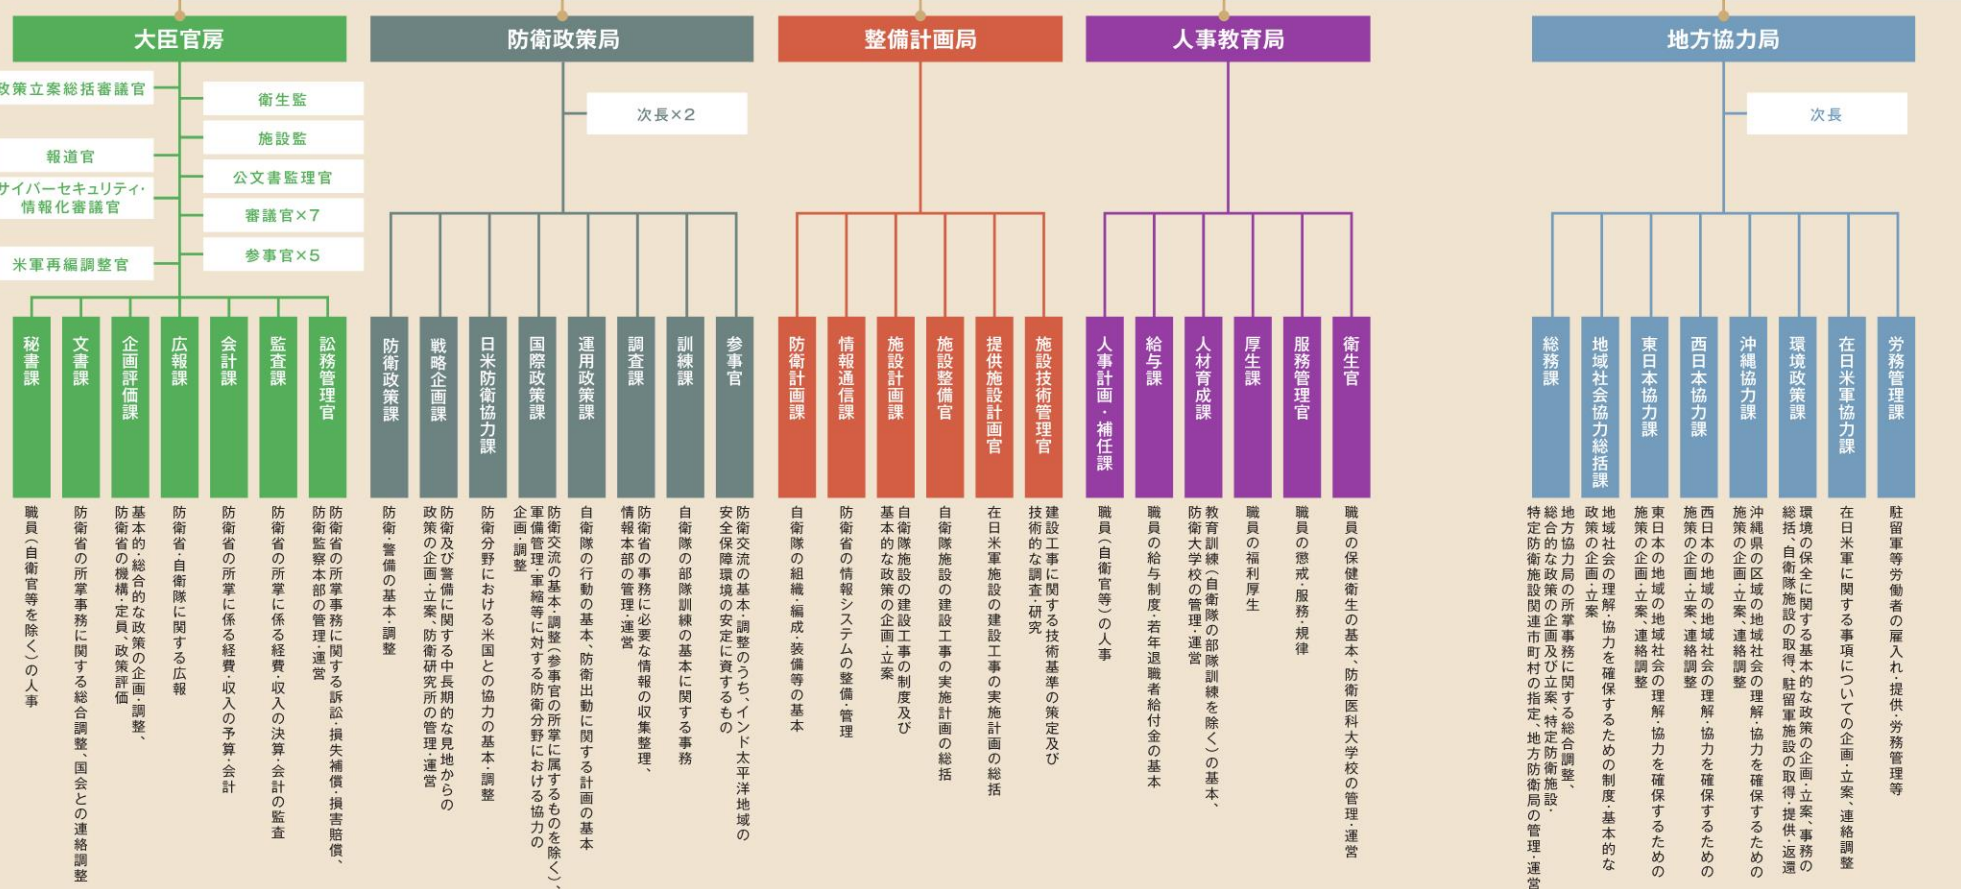 大臣官房
政策立案総括審議官
報道官
サイバーセキュリティ・
情報化審議官
米軍再編調整官
衛生監
施設監
公文書監理官
審議官×7
参事官×5
秘書課
職員（自衛官等を除く）の人事
文書課
防衛省の所掌事務に関する総合調整、国会との連絡調整
企画評価課
基本的・総合的な政策の企画・調整、
防衛省の機構・定員、政策評価
広報課
防衛省・自衛隊に関する広報
会計課
防衛省の所掌に係る経費・収入の予算・会計
監査課
防衛省の所掌に係る経費・収入の決算・会計の監査
訟務管理官
防衛省の所掌事務に関する訴訟・損失補償・損害賠償、
防衛監察本部の管理・運営
防衛政策局
次長×2
防衛政策課
防衛・警備の基本・調整
戦略企画課
防衛及び警備に関する中長期的な見地からの
政策の企画・立案、防衛研究所の管理・運営
日米防衛協力課
防衛分野における米国との協力の基本・調整
国際政策課
防衛交流の基本・調整（参事官の所掌に属するものを除く）、
軍備管理・軍縮等に対する防衛分野における協力の
企画・調整
運用政策課
自衛隊の行動の基本、防衛出動に関する計画の基本
調査課
防衛省の事務に必要な情報の収集整理、
情報本部の管理・運営
訓練課
自衛隊の部隊訓練の基本に関する事務
参事官
防衛交流の基本・調整のうち、インド太平洋地域の
安全保障環境の安定に資するもの
整備計画局
防衛計画課
自衛隊の組織・編成・装備等の基本
情報通信課
防衛省の情報システムの整備・管理
施設計画課
自衛隊施設の建設工事の制度及び
基本的な政策の企画・立案
施設整備官
自衛隊施設の建設工事の実施計画の総括
提供施設計画官
在日米軍施設の建設工事の実施計画の総括
施設技術管理官
建設工事に関する技術基準の策定及び
技術的な調査・研究
人事教育局
人事計画・補任課
職員（自衛官等）の人事
給与課
職員の給与制度・若年退職者給付金の基本
人材育成課
教育訓練（自衛隊の部隊訓練を除く）の基本、
防衛大学校の管理・運営
厚生課
職員の福利厚生
服務管理官
職員の懲戒・服務・規律
衛生官
職員の保健衛生の基本、防衛医科大学校の管理・運営
地方協力局
次長
総務課
地方協力局の所掌事務に関する総合調整、
総合的な政策の企画及び立案、特定防衛施設・
特定防衛施設関連市町村の指定、地方防衛局の管理・運営
地域社会協力総括課
地域社会の理解・協力を確保するための制度・基本的な
政策の企画・立案
東日本協力課
東日本の地域の地域社会の理解・協力を確保するための
施策の企画・立案、連絡調整
西日本協力課
西日本の地域の地域社会の理解・協力を確保するための
施策の企画・立案、連絡調整
沖縄協力課
沖縄県の区域の地域社会の理解・協力を確保するための
施策の企画・立案、連絡調整
環境政策課
環境の保全に関する基本的な政策の企画・立案、事務の
総括、自衛隊施設の取得、駐留軍施設の取得・提供・返還
在日米軍協力課
在日米軍に関する事項についての企画・立案、連絡調整
労務管理課
駐留軍等労働者の雇入れ・提供・労務管理等